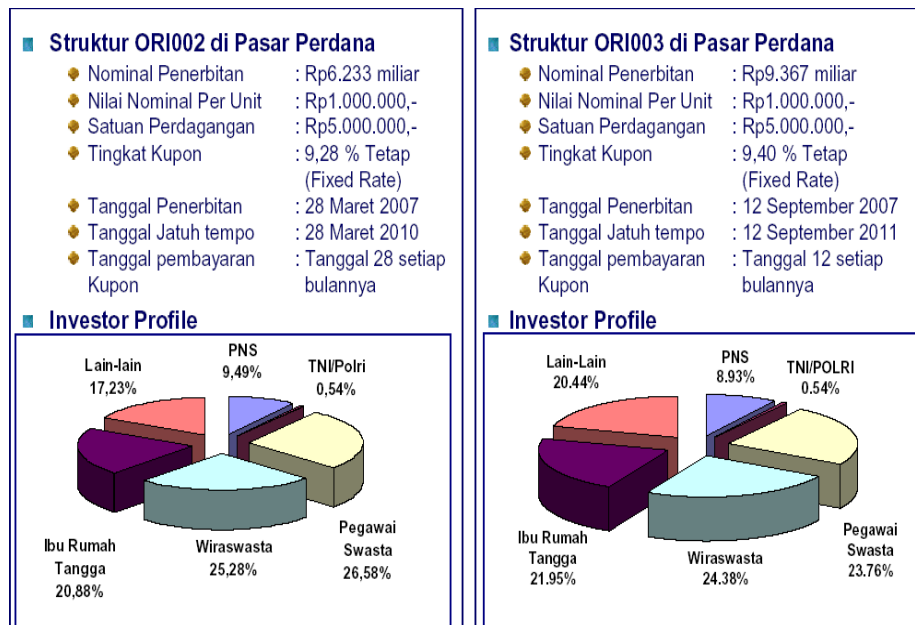 Struktur ORI002 di Pasar Perdana
Nominal Penerbitan : Rp6.233 miliar
Nilai Nominal Per Unit : Rp1.000.000,-
Satuan Perdagangan : Rp5.000.000,-
Tingkat Kupon : 9,28 % Tetap
(Fixed Rate)
Tanggal Penerbitan : 28 Maret 2007
Tanggal Jatuh tempo : 28 Maret 2010
Tanggal pembayaran : Tanggal 28 setiap
Kupon bulannya
Investor Profile
PNS
9,49%
TNI/Polri
0,54%
Lain-lain
17,23%
Ibu Rumah
Tangga
20,88%
Wiraswasta
25,28%
Pegawai
Swasta
26,58%
Struktur ORI003 di Pasar Perdana
Nominal Penerbitan : Rp9.367 miliar
Nilai Nominal Per Unit : Rp1.000.000,-
Satuan Perdagangan : Rp5.000.000,-
Tingkat Kupon : 9,40 % Tetap
(Fixed Rate)
Tanggal Penerbitan : 12 September 2007
Tanggal Jatuh tempo : 12 September 2011
Tanggal pembayaran : Tanggal 12 setiap
Kupon bulannya
Investor Profile
PNS
8.93%
TNI/POLRI
0.54%
Lain-Lain
20.44%
Ibu Rumah
Tangga
21.95%
Wiraswasta
24.38%
Pegawai
Swasta
23.76%